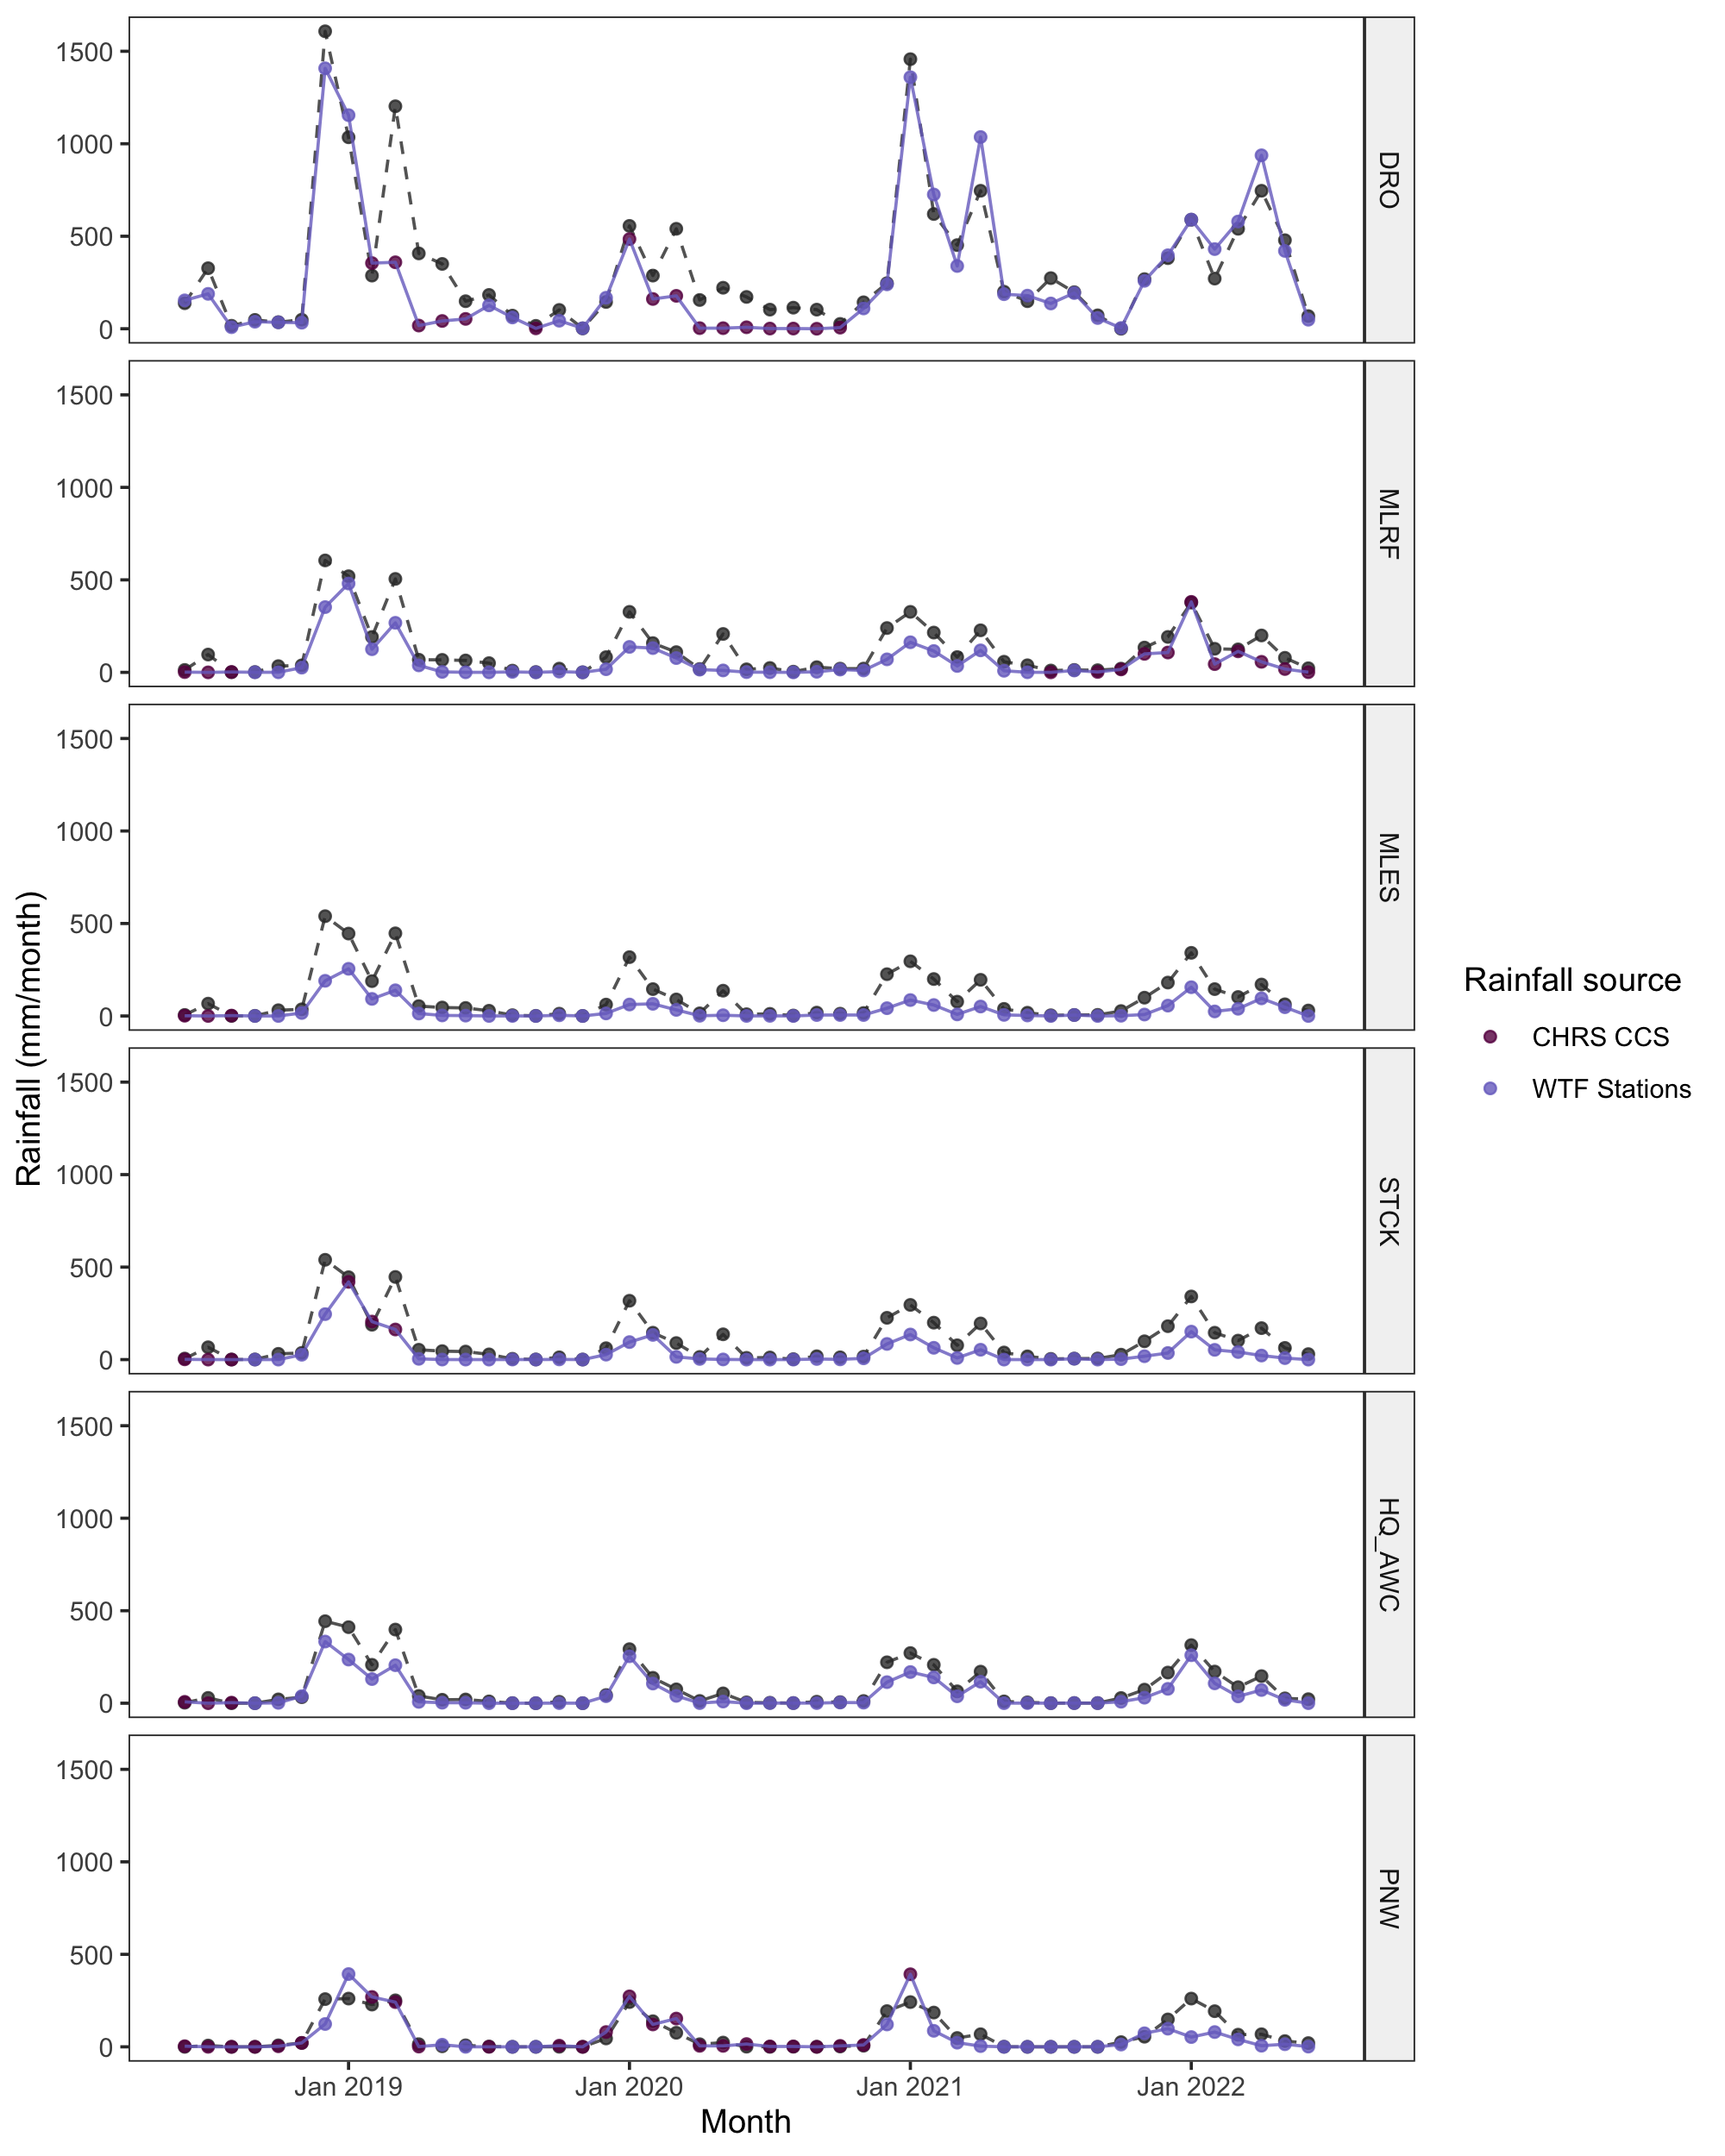 1500
1000
500
0
DRO
1500
1000
500
0
MLRF
1500
1000
500
0
MLES
1500
1000
500
0
STCK
1500
1000
500
0
HQ_AWC
1500
1000
500
0
PNW
Jan 2019
Jan 2020
Jan 2021
Jan 2022
Month
Rainfall (mm/month)
Rainfall source
CHRS CCS
WTF Stations